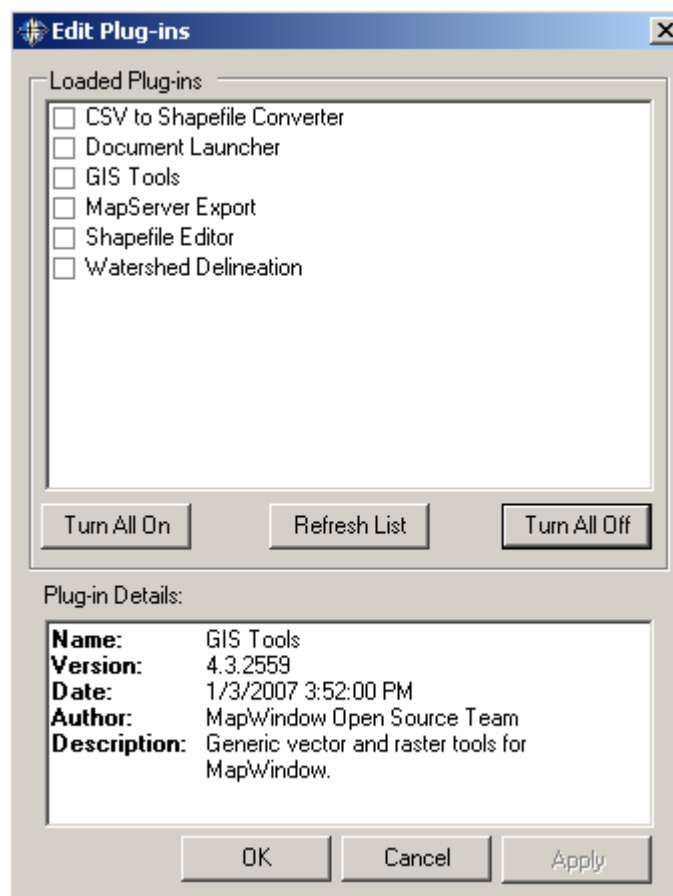 Edit Plug-ins
Loaded Plug-ins
CSV to Shapefile Converter
Document Launcher
GIS Tools
MapServer Export
Shapefile Editor
Watershed Delineation
Turn All On Refresh List Turn All Off
Plug-in Details:
Name: GIS Tools
Version: 4.3.2559
Date: 1/3/2007 3:52:00 PM
Author: MapWindow Open Source Team
Description: Generic vector and raster tools for
MapWindow.
OK Cancel Apply